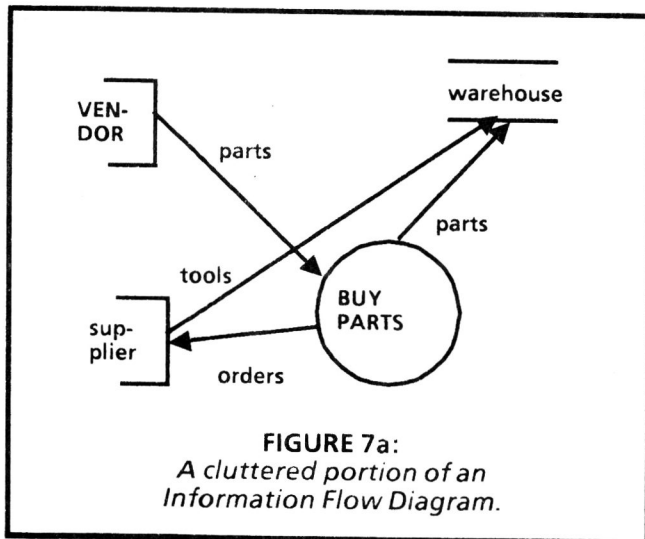 VEN-
DOR
warehouse
parts
parts
tools
BUY
PARTS
sup-
plier
orders
FIGURE 7a:
A cluttered portion of an
Information Flow Diagram.